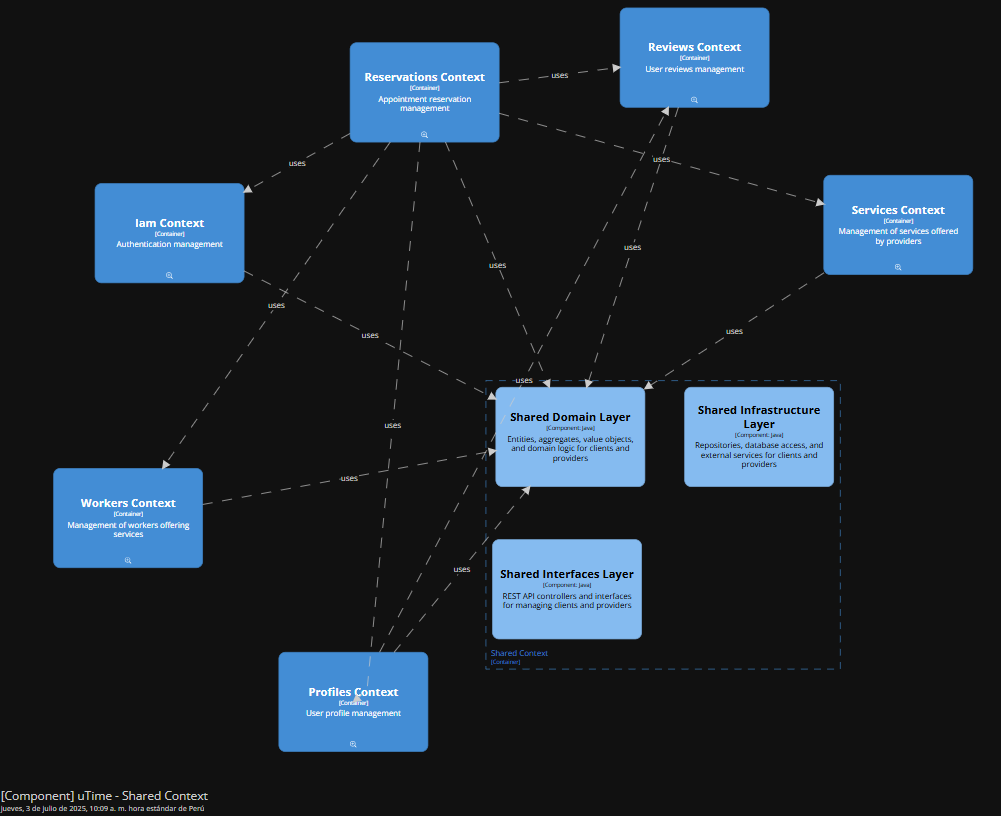 Reviews Context
[Container]
User reviews management
Reservations Context
[Container]
Appointment reservation
management
uses
uses
uses
Iam Context
[Container]
Authentication management
Services Context
[Container]
Management of services offered
by providers
uses
uses
uses
uses
uses
uses
uses
Shared Domain Layer
[Component: Java]
Entities, aggregates, value objects,
and domain logic for clients and
providers
Shared Infrastructure
Layer
[Component: Java]
Repositories, database access, and
external services for clients and
providers
uses
uses
Workers Context
[Container]
Management of workers offering
services
uses
Shared Interfaces Layer
[Component: Java]
REST API controllers and interfaces
for managing clients and providers
Shared Context
[Container]
Profiles Context
[Container]
User profile management
[Component] uTime - Shared Context
jueves, 3 de julio de 2025, 10:09 a. m. hora estándar de Perú